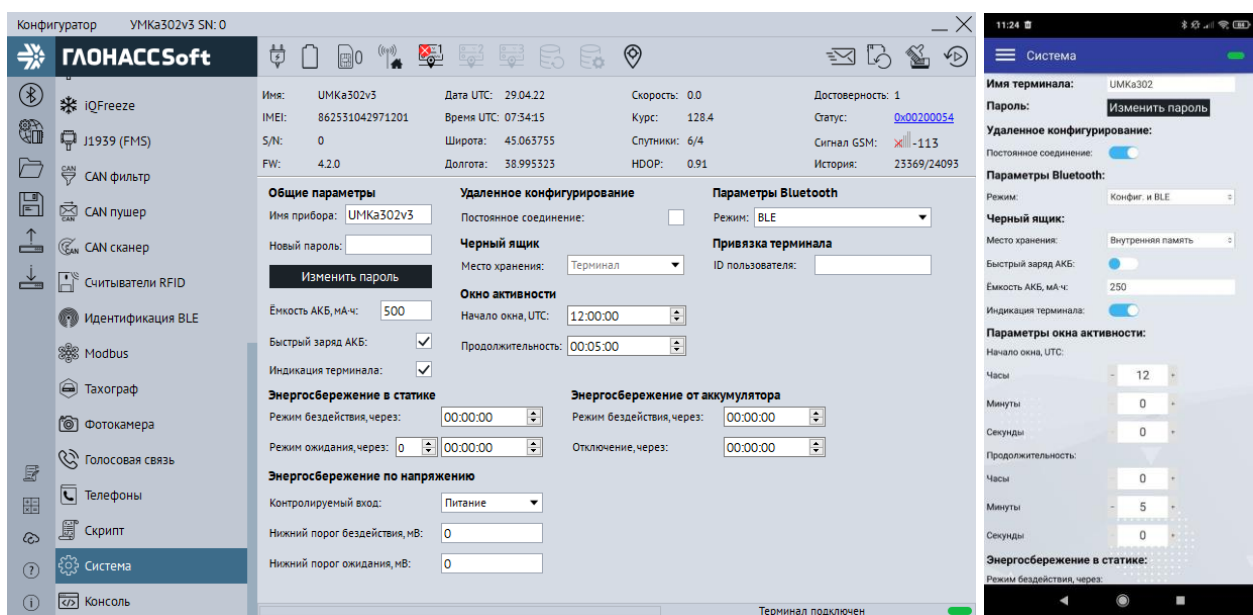 Конфигуратор УМКа302v3 SN: 0
ГЛОНАССSoft
0
iQFreeze
J1939 (FMS)
CAN фильтр
CAN пушер
CAN сканер
Считыватели RFID
Идентификация BLE
Modbus
Тахограф
Фотокамера
Голосовая связь
Телефоны
Скрипт
Система
Консоль
Имя: УМКа302v3 Дата UTC: 29.04.22 Скорость: 0.0 Достоверность: 1
IMEI: 862531042971201 Время UTC: 07:34:15 Курс: 128.4 Статус: 0x00200054
S/N: 0 Широта: 45.063755 Спутники: 6/4 Сигнал GSM: -113
FW: 4.2.0 Долгота: 38.995323 HDOP: 0.91 История: 23369/24093
Общие параметры Удаленное конфигурирование Параметры Bluetooth
Имя прибора: UMKa302v3 Постоянное соединение: Режим: BLE
Новый пароль: Черный ящик Привязка терминала
Изменить пароль Место хранения: Терминал ID пользователя:
Окно активности
Ёмкость АКБ, мА·ч: 500 Начало окна, UTC: 12:00:00
Быстрый заряд АКБ: Продолжительность: 00:05:00
Индикация терминала:
Энергосбережение в статике Энергосбережение от аккумулятора
Режим бездействия, через: 00:00:00 Режим бездействия, через: 00:00:00
Режим ожидания, через: 0 00:00:00 Отключение, через: 00:00:00
Энергосбережение по напряжению
Контролируемый вход: Питание
Нижний порог бездействия, мВ: 0
Нижний порог ожидания, мВ: 0
Терминал подключен
11:24
Система
Имя терминала: UMKa302
Пароль: Изменить пароль
Удаленное конфигурирование:
Постоянное соединение:
Параметры Bluetooth:
Режим: Конфиг. и BLE
Черный ящик:
Место хранения: Внутренняя память
Быстрый заряд АКБ:
Ёмкость АКБ, мА·ч: 250
Индикация терминала:
Параметры окна активности:
Начало окна, UTC:
Часы - 12 +
Минуты - 0 +
Секунды - 0 +
Продолжительность:
Часы - 0 +
Минуты - 5 +
Секунды - 0 +
Энергосбережение в статике:
Режим бездействия, через: